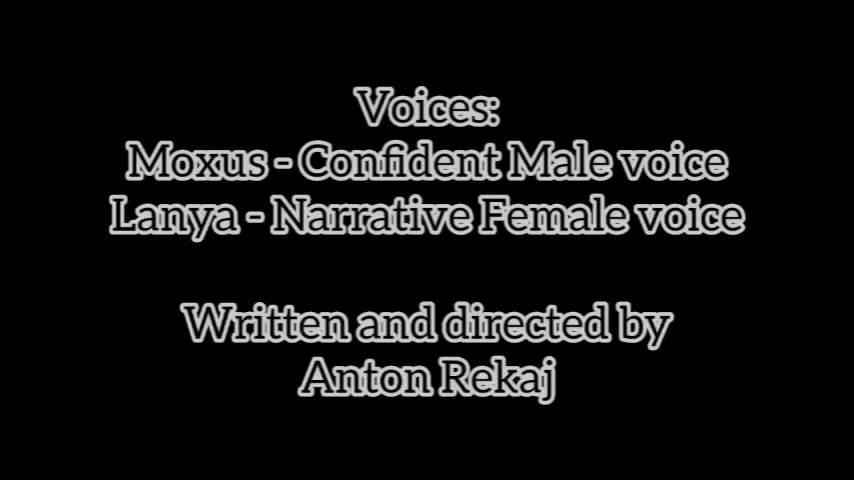 Voices:
Moxus - Confident Male voice
Lanya - Narrative Female voice
Written and directed by
Anton Rekaj